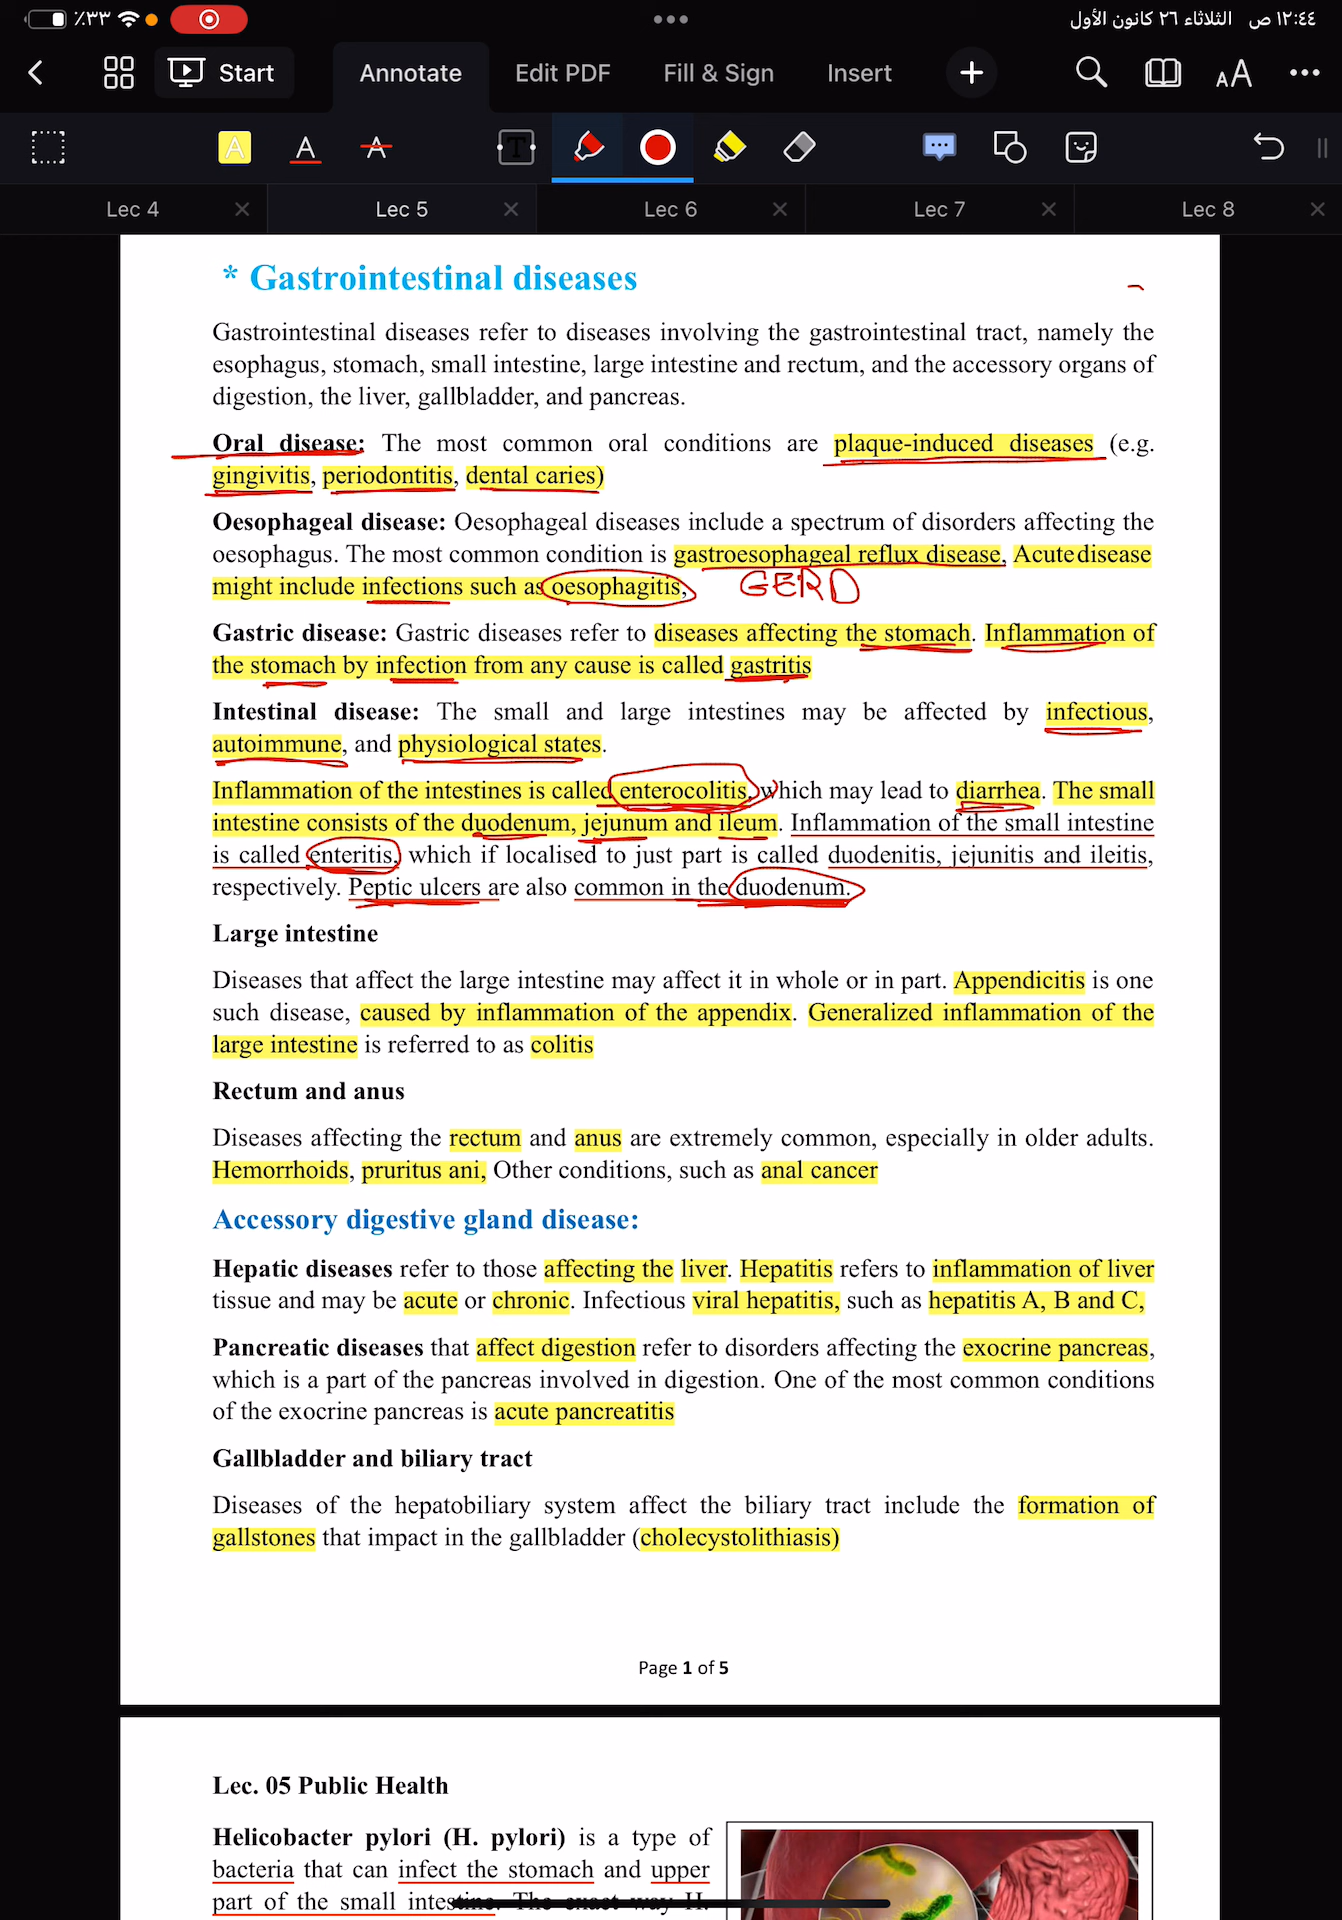 ٪٣٣
١٢:٤٤ ص الثلاثاء ٢٦ كانون الأول
Start
Annotate
Edit PDF
Fill & Sign
Insert
AA
A
A
A
T
Lec 4
Lec 5
Lec 6
Lec 7
Lec 8
* Gastrointestinal diseases
Gastrointestinal diseases refer to diseases involving the gastrointestinal tract, namely the
esophagus, stomach, small intestine, large intestine and rectum, and the accessory organs of
digestion, the liver, gallbladder, and pancreas.
Oral disease: The most common oral conditions are plaque-induced diseases (e.g.
gingivitis, periodontitis, dental caries)
Oesophageal disease: Oesophageal diseases include a spectrum of disorders affecting the
oesophagus. The most common condition is gastroesophageal reflux disease, Acute disease
might include infections such as oesophagitis, GERD
Gastric disease: Gastric diseases refer to diseases affecting the stomach. Inflammation of
the stomach by infection from any cause is called gastritis
Intestinal disease: The small and large intestines may be affected by infectious,
autoimmune, and physiological states.
Inflammation of the intestines is called enterocolitis, which may lead to diarrhea. The small
intestine consists of the duodenum, jejunum and ileum. Inflammation of the small intestine
is called enteritis, which if localised to just part is called duodenitis, jejunitis and ileitis,
respectively. Peptic ulcers are also common in the duodenum.
Large intestine
Diseases that affect the large intestine may affect it in whole or in part. Appendicitis is one
such disease, caused by inflammation of the appendix. Generalized inflammation of the
large intestine is referred to as colitis
Rectum and anus
Diseases affecting the rectum and anus are extremely common, especially in older adults.
Hemorrhoids, pruritus ani, Other conditions, such as anal cancer
Accessory digestive gland disease:
Hepatic diseases refer to those affecting the liver. Hepatitis refers to inflammation of liver
tissue and may be acute or chronic. Infectious viral hepatitis, such as hepatitis A, B and C,
Pancreatic diseases that affect digestion refer to disorders affecting the exocrine pancreas,
which is a part of the pancreas involved in digestion. One of the most common conditions
of the exocrine pancreas is acute pancreatitis
Gallbladder and biliary tract
Diseases of the hepatobiliary system affect the biliary tract include the formation of
gallstones that impact in the gallbladder (cholecystolithiasis)
Page 1 of 5
Lec. 05 Public Health
Helicobacter pylori (H. pylori) is a type of
bacteria that can infect the stomach and upper
part of the small intestine. The exact way H.